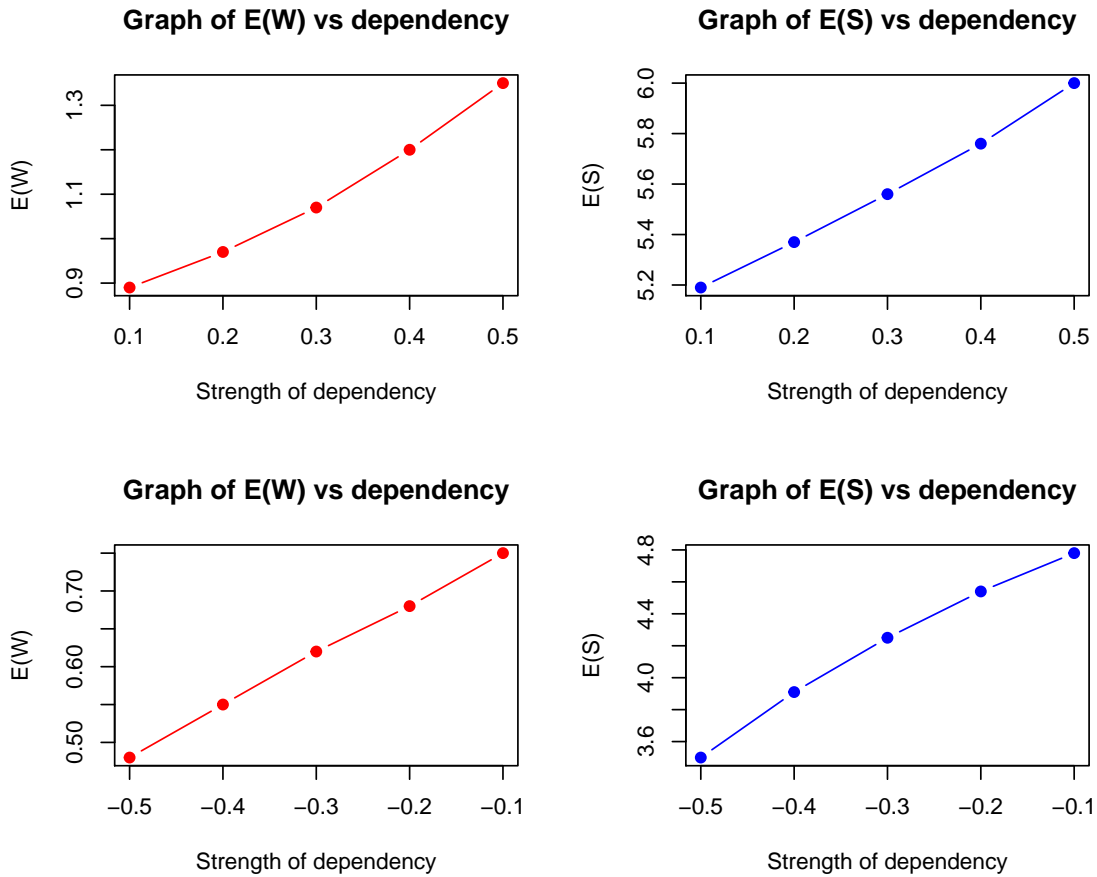 Graph of E(W) vs dependency
E(W)
1.3
1.1
0.9
0.1 0.2 0.3 0.4 0.5
Strength of dependency
Graph of E(S) vs dependency
E(S)
6.0
5.8
5.6
5.4
5.2
0.1 0.2 0.3 0.4 0.5
Strength of dependency
Graph of E(W) vs dependency
E(W)
0.70
0.60
0.50
−0.5 −0.4 −0.3 −0.2 −0.1
Strength of dependency
Graph of E(S) vs dependency
E(S)
4.8
4.4
4.0
3.6
−0.5 −0.4 −0.3 −0.2 −0.1
Strength of dependency